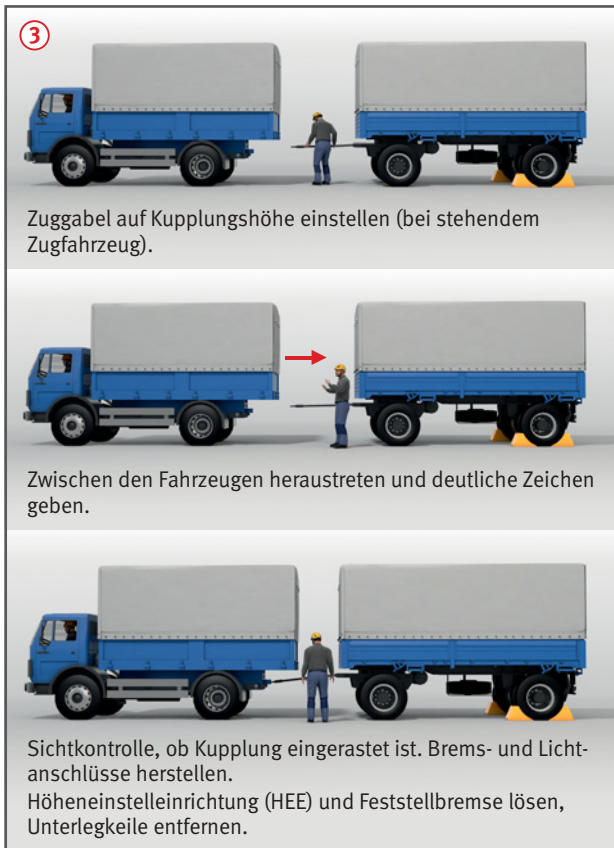 3
Zuggabel auf Kupplungshöhe einstellen (bei stehendem
Zugfahrzeug).
Zwischen den Fahrzeugen heraustreten und deutliche Zeichen
geben.
Sichtkontrolle, ob Kupplung eingerastet ist. Brems- und Licht-
anschlüsse herstellen.
Höheneinstelleinrichtung (HEE) und Feststellbremse lösen,
Unterlegkeile entfernen.